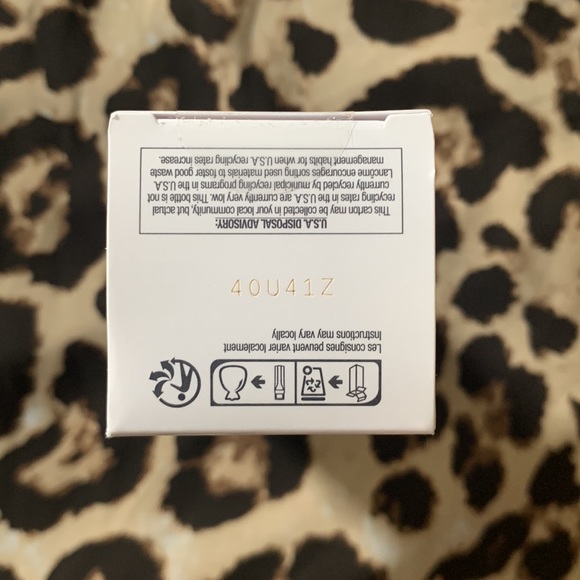 Les consignes peuvent varier localement
Instructions may vary locally
40U41Z
U.S.A. DISPOSAL ADVISORY:
This carton may be collected in your local community, but actual
recycling rates in the U.S.A. are currently very low. This bottle is not
currently recycled by municipal recycling programs in the U.S.A
Lancôme encourages sorting used materials to foster good waste
management habits for when U.S.A. recycling rates increase.